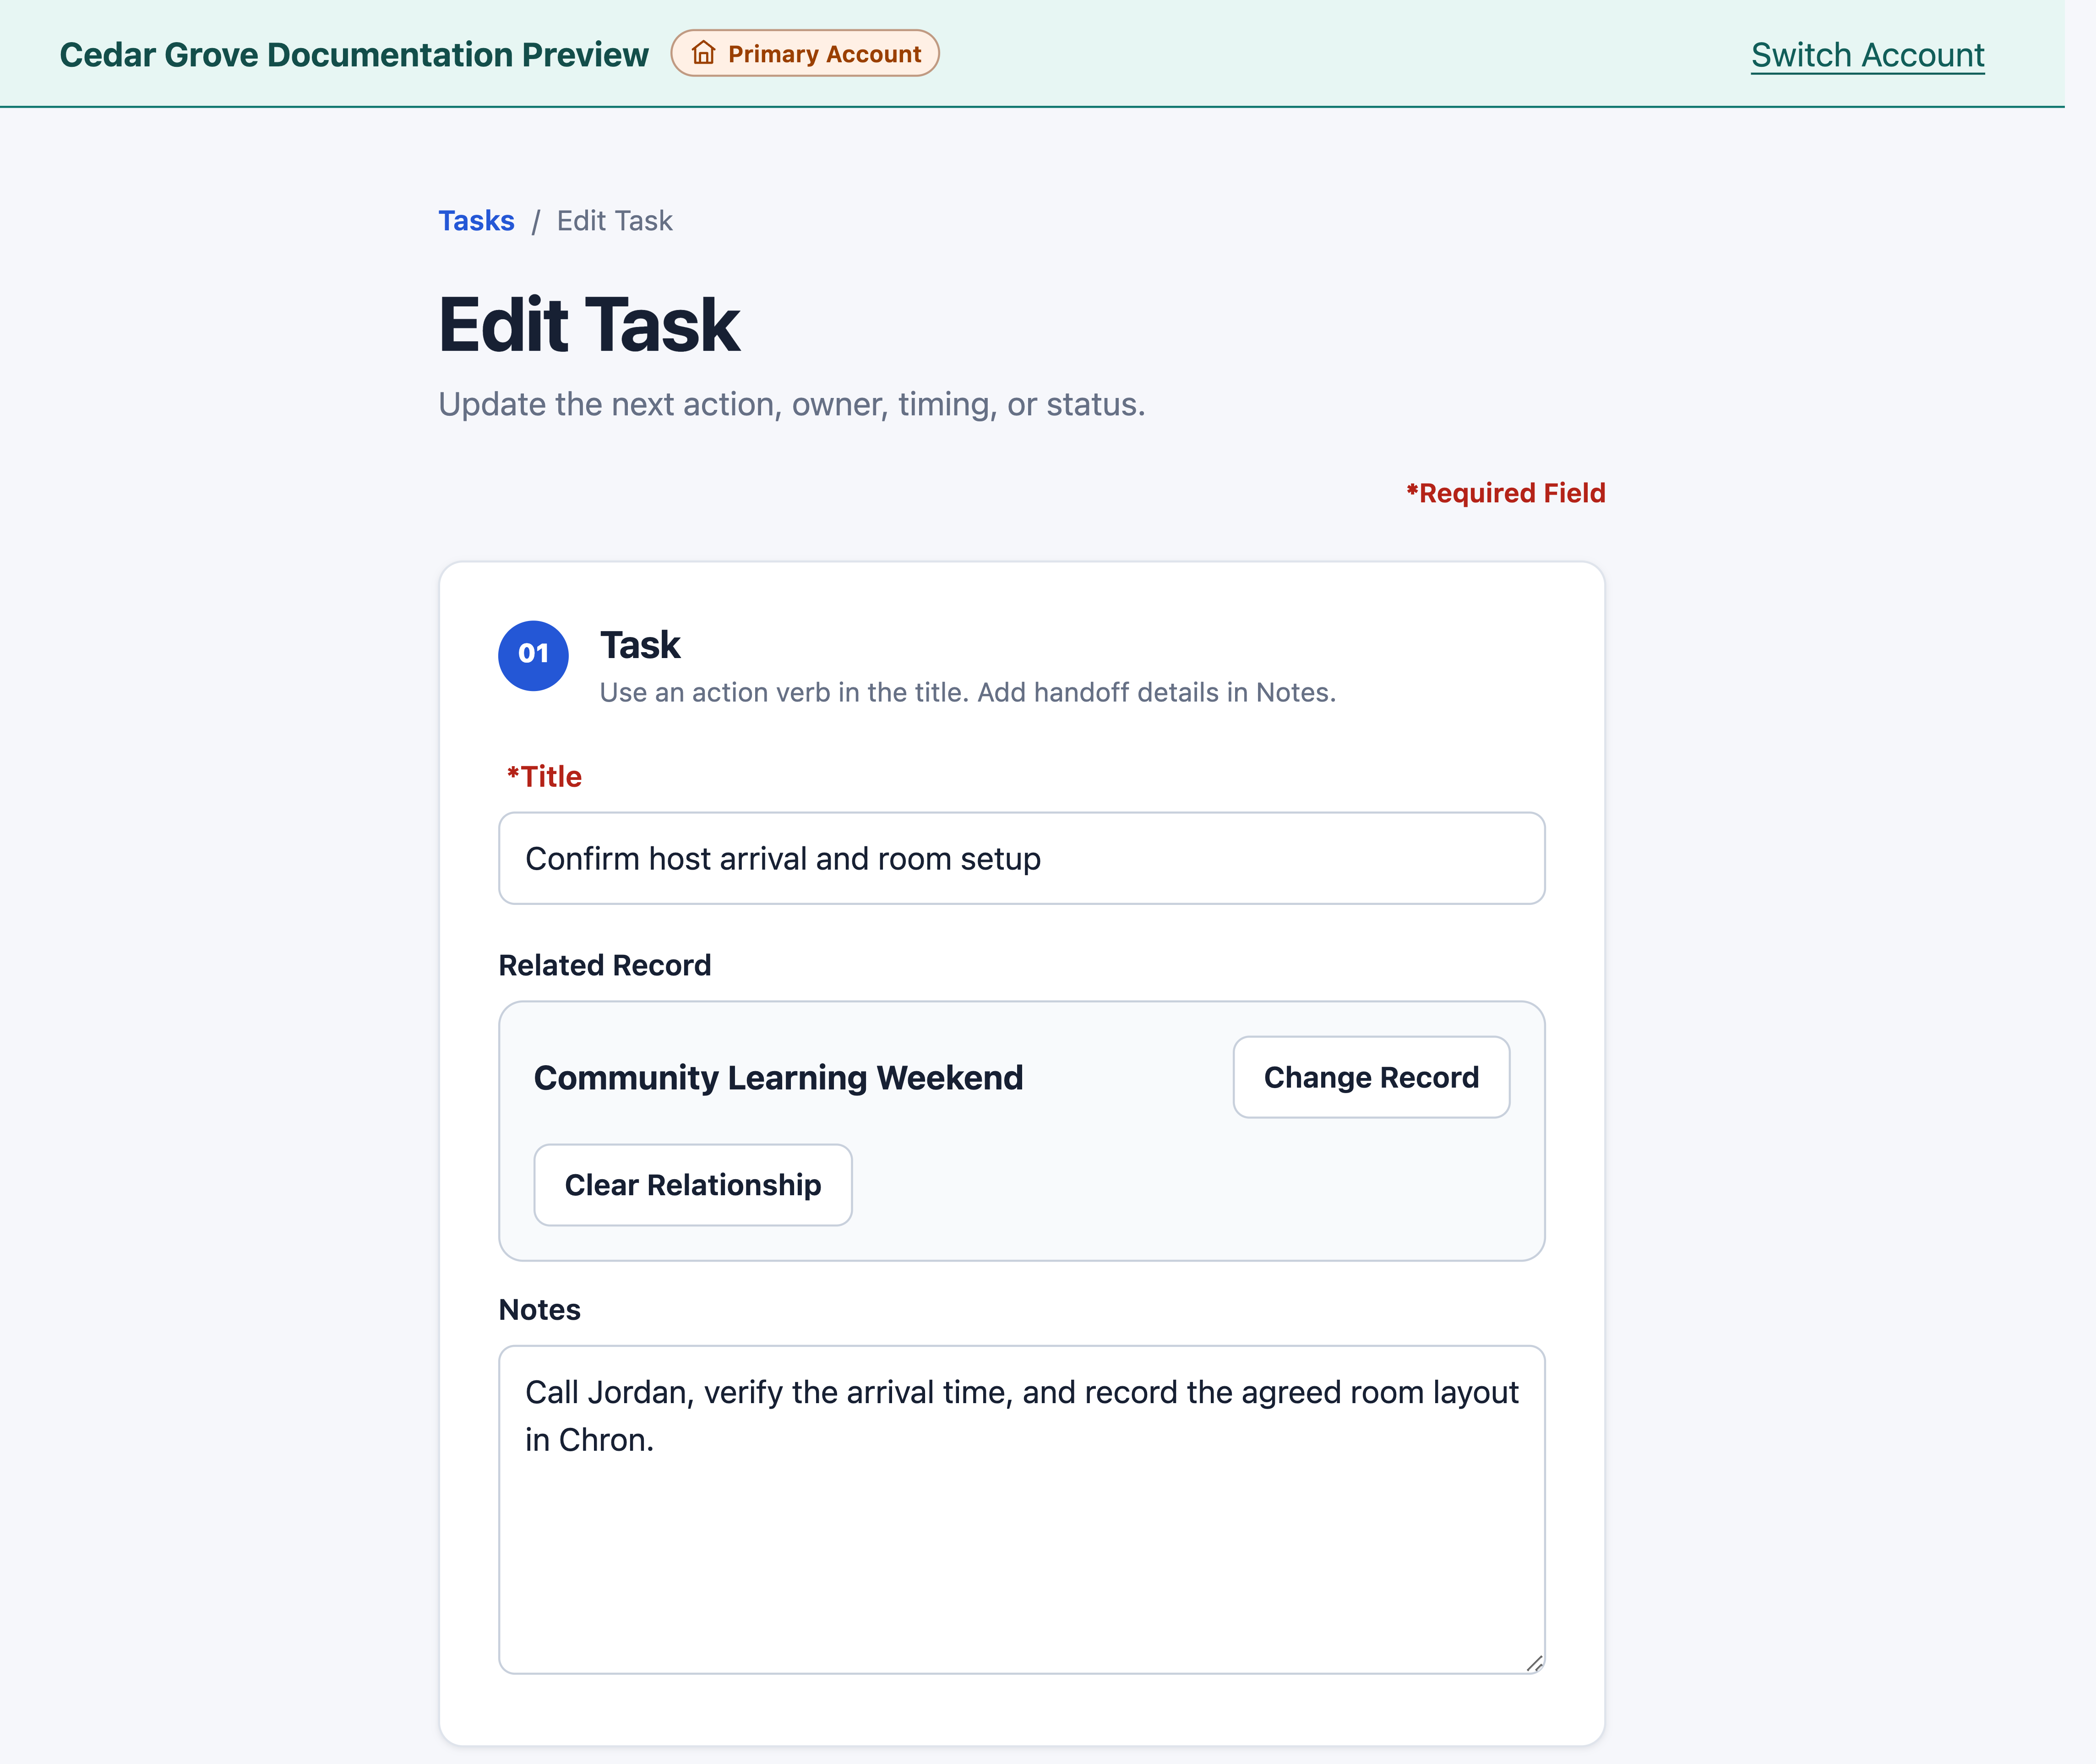 Cedar Grove Documentation Preview
Primary Account
Switch Account
Tasks / Edit Task
Edit Task
Update the next action, owner, timing, or status.
*Required Field
01
Task
Use an action verb in the title. Add handoff details in Notes.
*Title
Confirm host arrival and room setup
Related Record
Community Learning Weekend
Change Record
Clear Relationship
Notes
Call Jordan, verify the arrival time, and record the agreed room layout
in Chron.